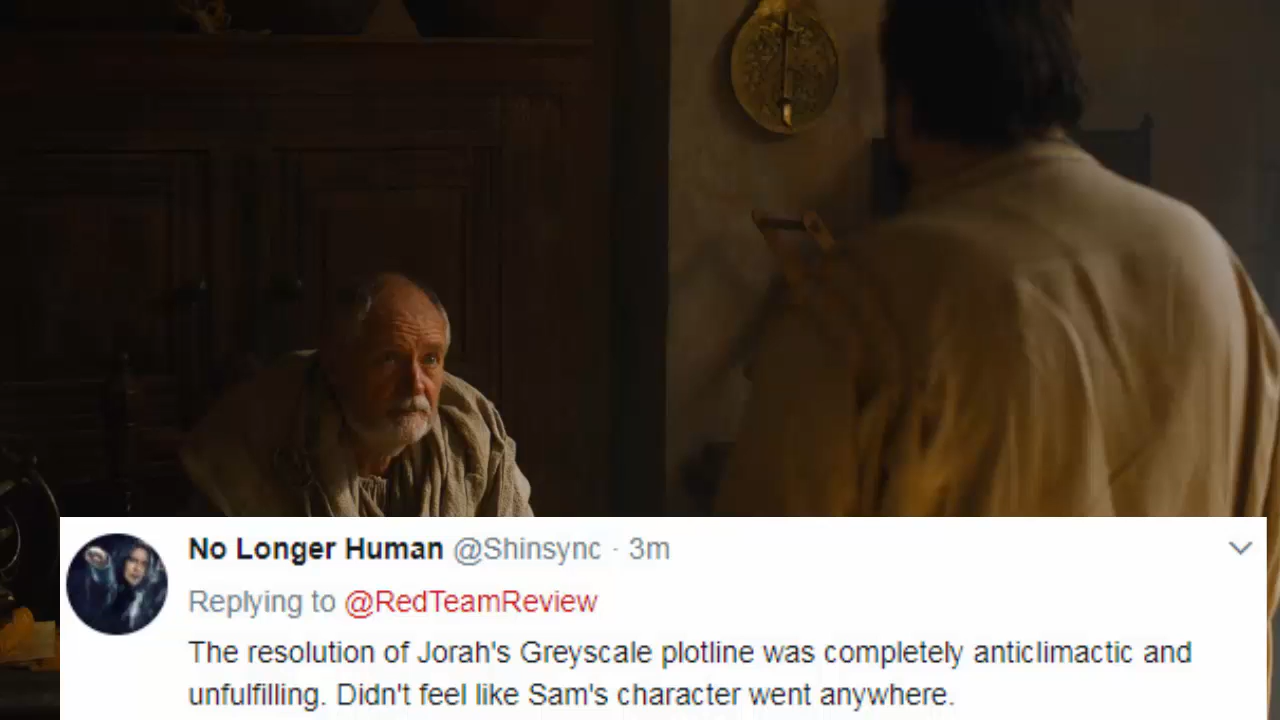 No Longer Human @Shinsync · 3m
Replying to @RedTeamReview
The resolution of Jorah's Greyscale plotline was completely anticlimactic and
unfulfilling. Didn't feel like Sam's character went anywhere.